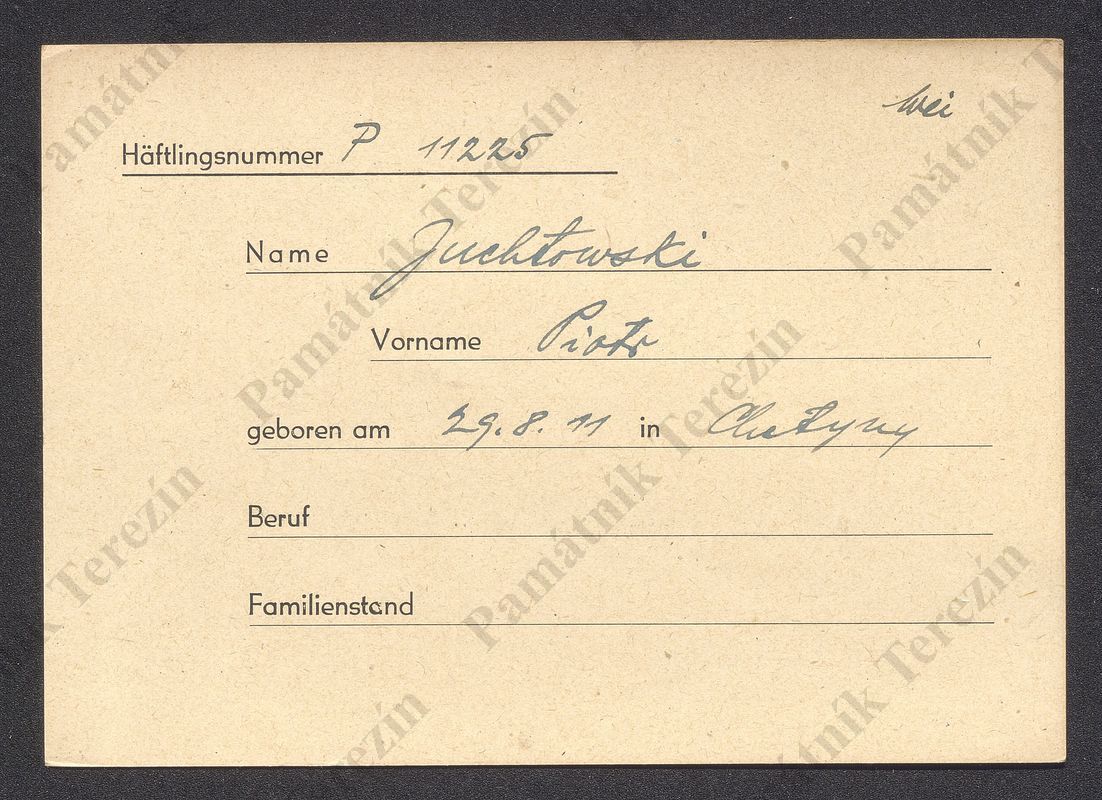 wei
Häftlingsnummer P 11225
Name Juchtowski
Vorname Piotr
geboren am 29.8.11 in
Beruf
Familienstand
Památník Terezín